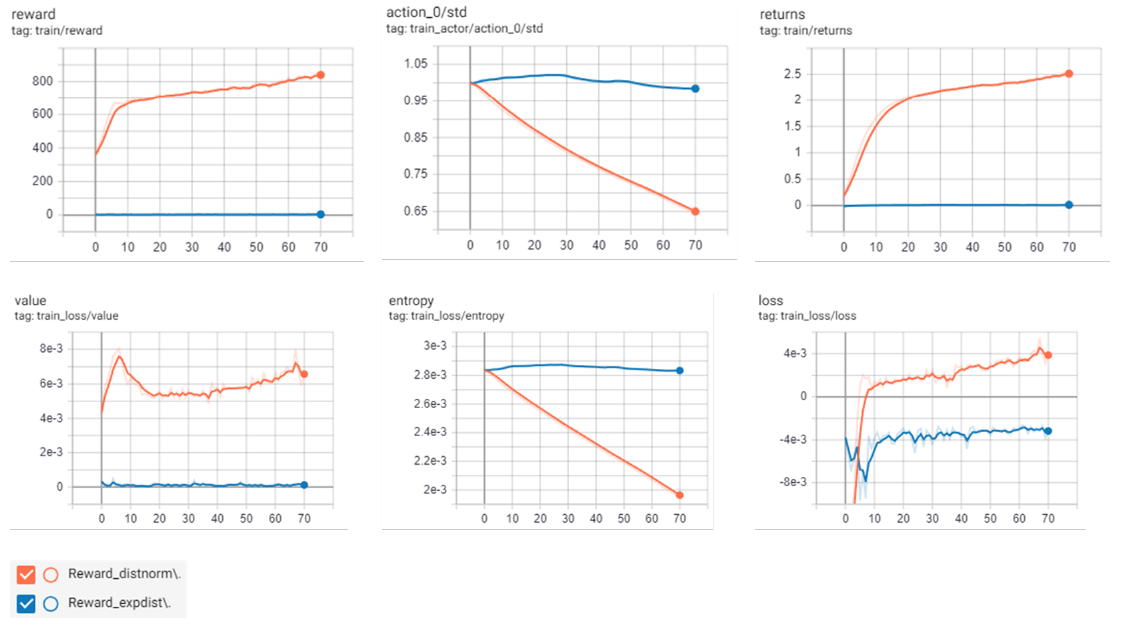 reward
tag: train/reward
800
600
400
200
0
0 10 20 30 40 50 60 70
action_0/std
tag: train_actor/action_0/std
1.05
0.95
0.85
0.75
0.65
0 10 20 30 40 50 60 70
returns
tag: train/returns
2.5
2
1.5
1
0.5
0
0 10 20 30 40 50 60 70
value
tag: train_loss/value
8e-3
6e-3
4e-3
2e-3
0
0 10 20 30 40 50 60 70
entropy
tag: train_loss/entropy
3e-3
2.8e-3
2.6e-3
2.4e-3
2.2e-3
2e-3
0 10 20 30 40 50 60 70
loss
tag: train_loss/loss
4e-3
0
-4e-3
-8e-3
0 10 20 30 40 50 60 70
Reward_distnorm\.
Reward_expdist\.